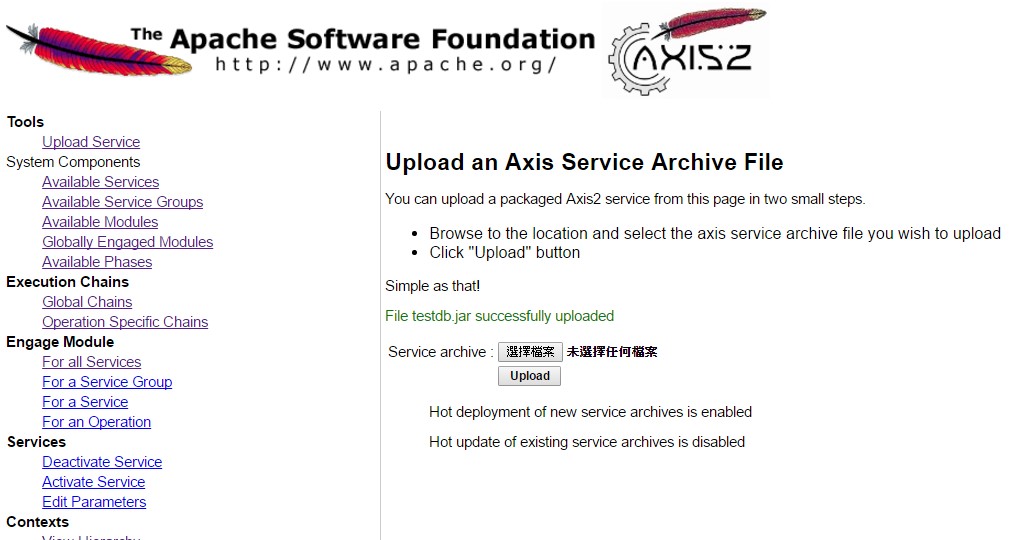 The Apache Software Foundation
http://www.apache.org/
AXIS2
Tools
Upload Service
System Components
Available Services
Available Service Groups
Available Modules
Globally Engaged Modules
Available Phases
Execution Chains
Global Chains
Operation Specific Chains
Engage Module
For all Services
For a Service Group
For a Service
For an Operation
Services
Deactivate Service
Activate Service
Edit Parameters
Contexts
View Hierarchy
Upload an Axis Service Archive File
You can upload a packaged Axis2 service from this page in two small steps.
• Browse to the location and select the axis service archive file you wish to upload
• Click "Upload" button
Simple as that!
File testdb.jar successfully uploaded
Service archive : 選擇檔案 未選擇任何檔案
Upload
Hot deployment of new service archives is enabled
Hot update of existing service archives is disabled